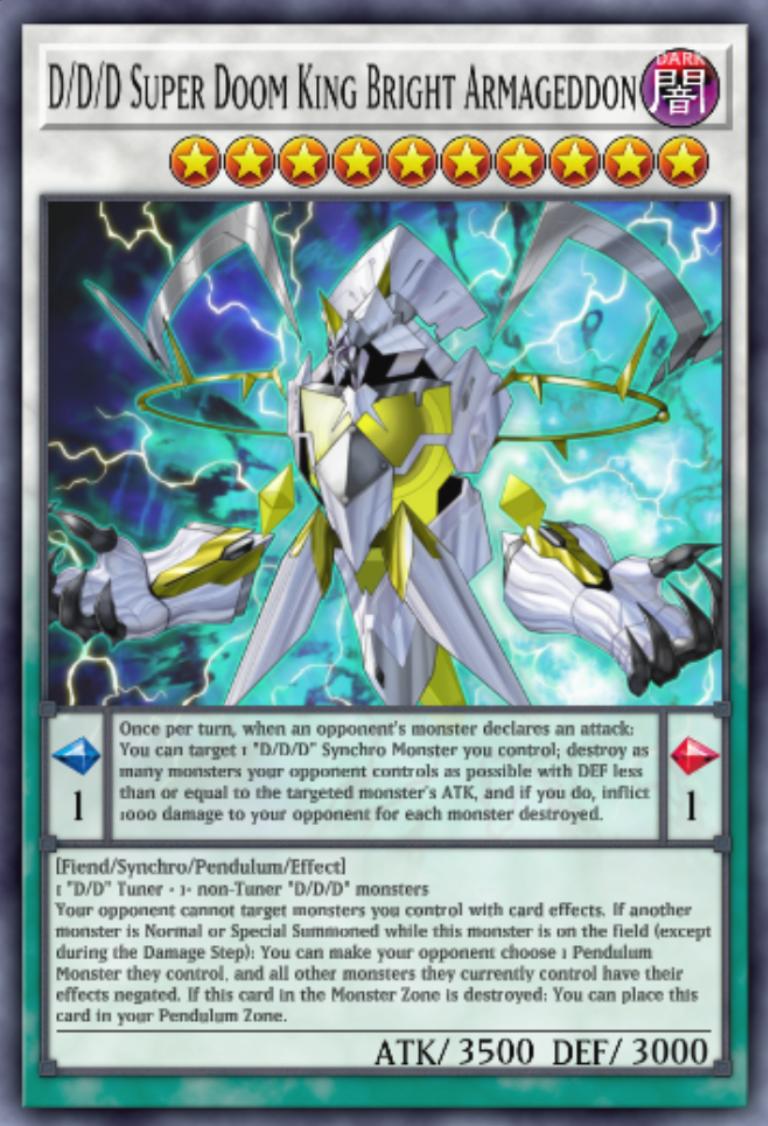 D/D/D Super Doom King Bright Armageddon
DARK
闇
Once per turn, when an opponent's monster declares an attack:
You can target 1 "D/D/D" Synchro Monster you control; destroy as
many monsters your opponent controls as possible with DEF less
than or equal to the targeted monster's ATK, and if you do, inflict
1000 damage to your opponent for each monster destroyed.
1
1
[Fiend/Synchro/Pendulum/Effect]
1 "D/D" Tuner + 1+ non-Tuner "D/D/D" monsters
Your opponent cannot target monsters you control with card effects. If another
monster is Normal or Special Summoned while this monster is on the field (except
during the Damage Step): You can make your opponent choose 1 Pendulum
Monster they control, and all other monsters they currently control have their
effects negated. If this card in the Monster Zone is destroyed: You can place this
card in your Pendulum Zone.
ATK/ 3500 DEF/ 3000